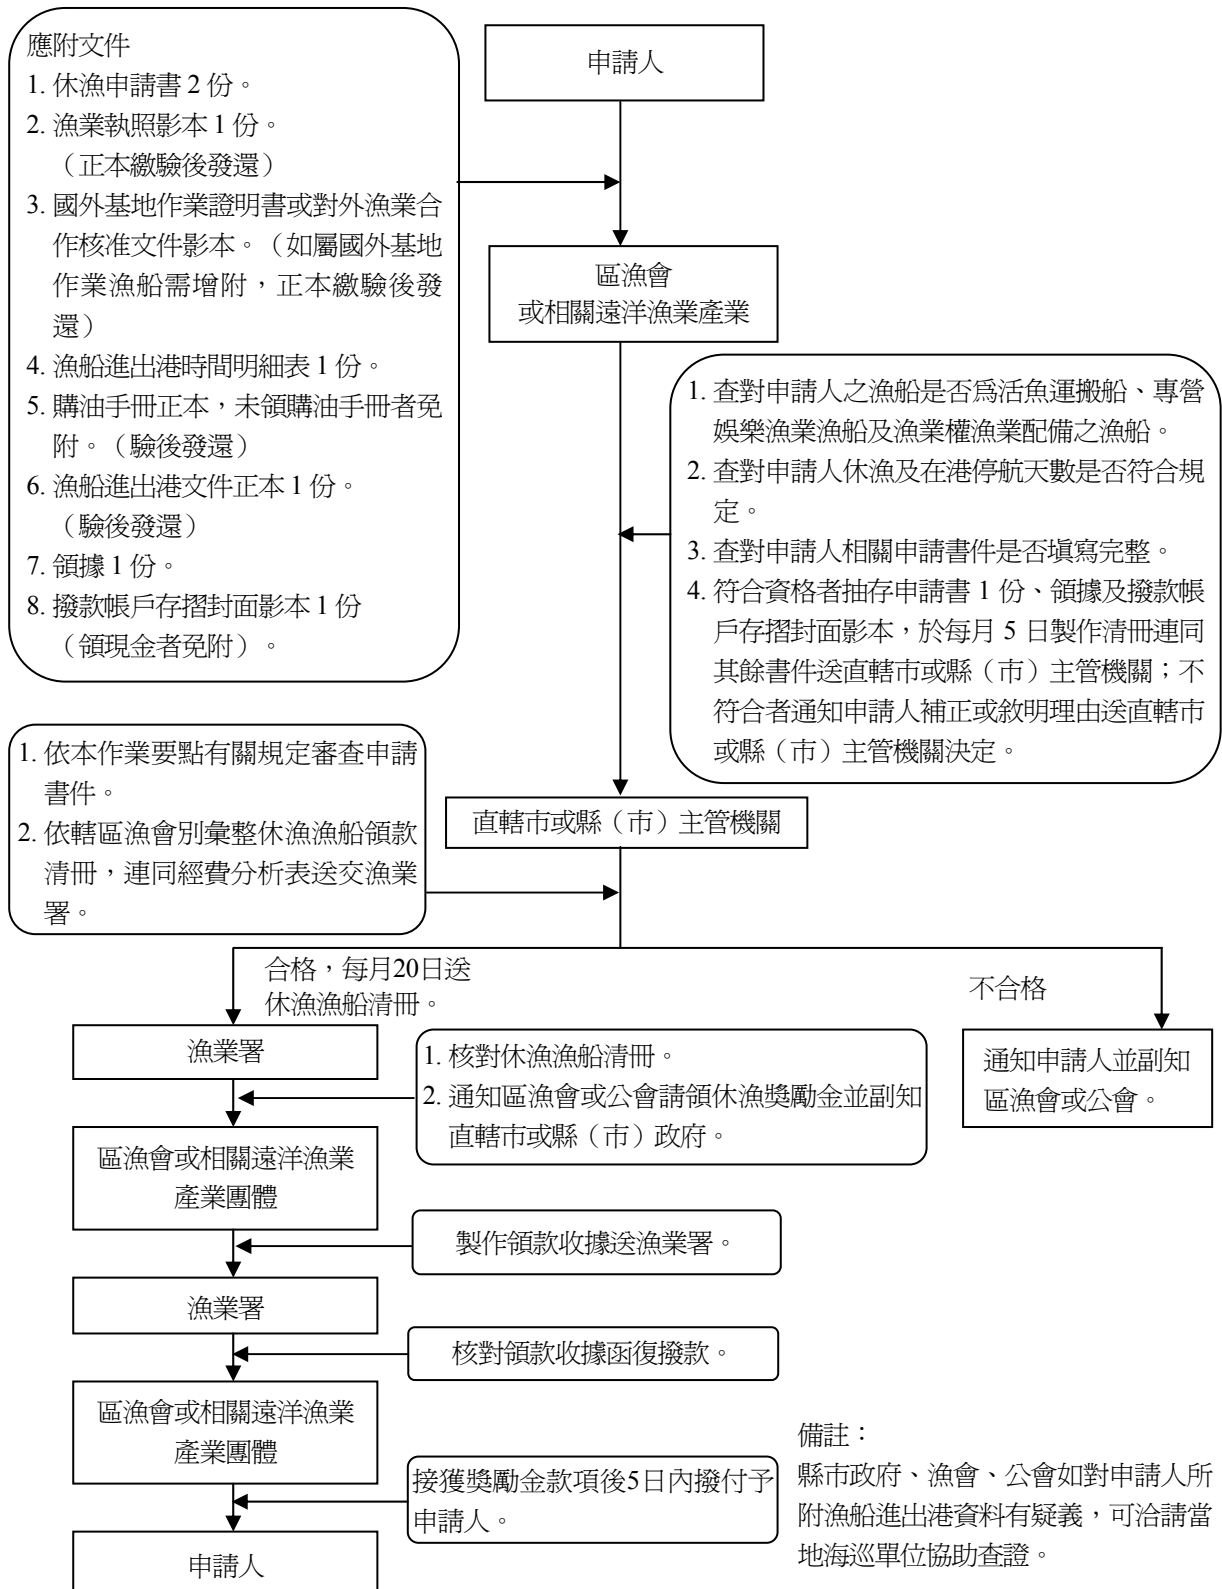 應附文件
1. 休漁申請書 2 份。
2. 漁業執照影本 1 份。
（正本繳驗後發還）
3. 國外基地作業證明書或對外漁業合
作核准文件影本。（如屬國外基地
作業漁船需增附，正本繳驗後發
還）
4. 漁船進出港時間明細表 1 份。
5. 購油手冊正本，未領購油手冊者免
附。（驗後發還）
6. 漁船進出港文件正本 1 份。
（驗後發還）
7. 領據 1 份。
8. 撥款帳戶存摺封面影本 1 份
（領現金者免附）。
申請人
區漁會
或相關遠洋漁業產業
1. 查對申請人之漁船是否為活魚運搬船、專營
娛樂漁業漁船及漁業權漁業配備之漁船。
2. 查對申請人休漁及在港停航天數是否符合規
定。
3. 查對申請人相關申請書件是否填寫完整。
4. 符合資格者抽存申請書 1 份、領據及撥款帳
戶存摺封面影本，於每月 5 日製作清冊連同
其餘書件送直轄市或縣（市）主管機關；不
符合者通知申請人補正或敘明理由送直轄市
或縣（市）主管機關決定。
1. 依本作業要點有關規定審查申請
書件。
2. 依轄區漁會別彙整休漁漁船領款
清冊，連同經費分析表送交漁業
署。
直轄市或縣（市）主管機關
合格，每月20日送
休漁漁船清冊。
不合格
漁業署
1. 核對休漁漁船清冊。
2. 通知區漁會或公會請領休漁獎勵金並副知
直轄市或縣（市）政府。
通知申請人並副知
區漁會或公會。
區漁會或相關遠洋漁業
產業團體
製作領款收據送漁業署。
漁業署
核對領款收據函復撥款。
區漁會或相關遠洋漁業
產業團體
接獲獎勵金款項後5日內撥付予
申請人。
申請人
備註：
縣市政府、漁會、公會如對申請人所
附漁船進出港資料有疑義，可洽請當
地海巡單位協助查證。